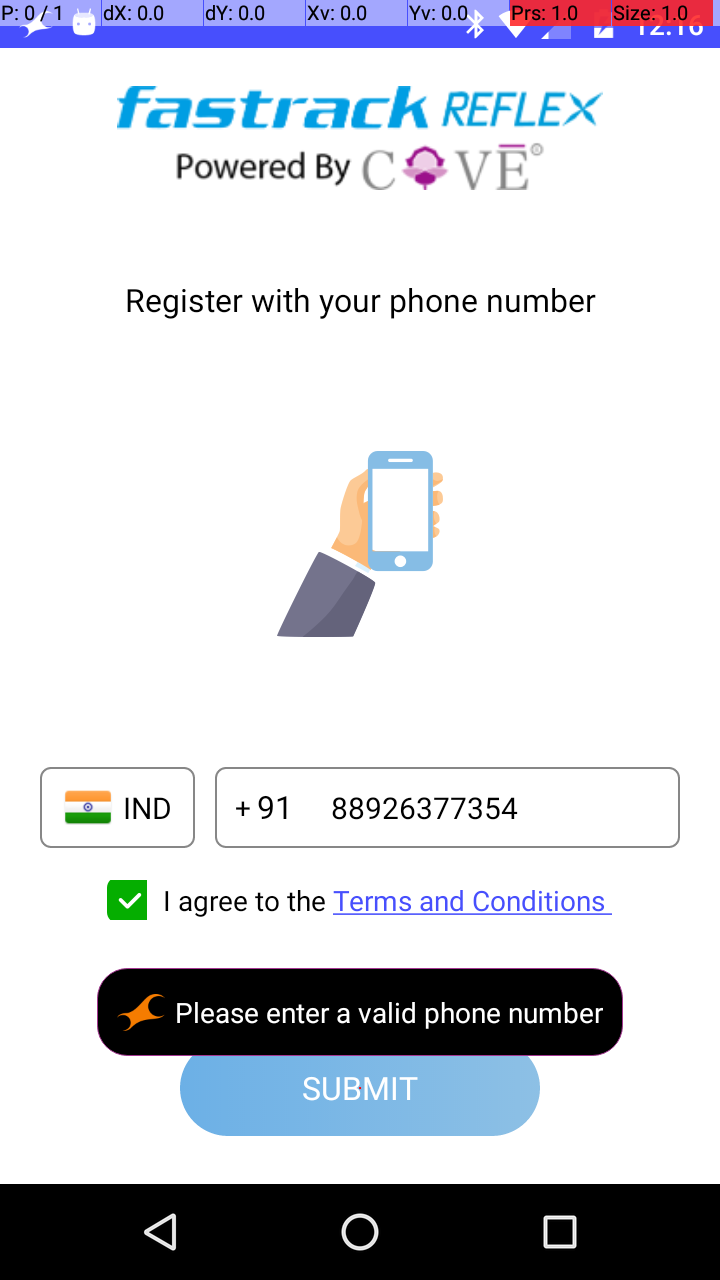 P: 0 / 1 dX: 0.0 dY: 0.0 Xv: 0.0 Yv: 0.0 Prs: 1.0 Size: 1.0
12:16
fastrack REFLEX
Powered By COVE®
Register with your phone number
IND +91 88926377354
I agree to the Terms and Conditions
Please enter a valid phone number
SUBMIT